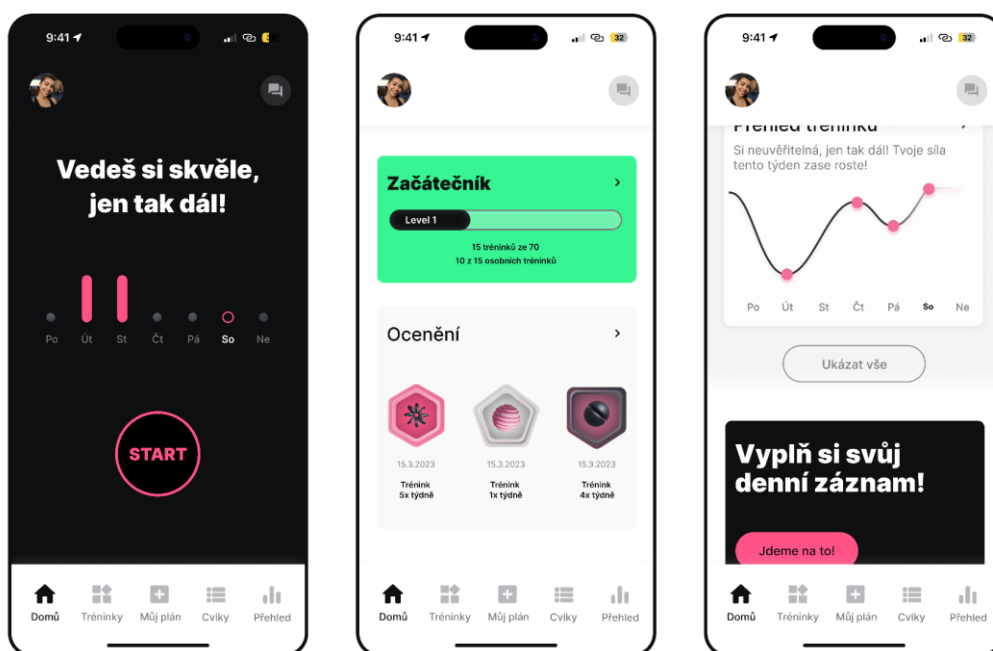 9:41
Vedeš si skvěle,
jen tak dál!
Po Út St Čt Pá So Ne
START
Domů Tréninky Můj plán Cviky Přehled
9:41 32
Začátečník
Level 1
15 tréninků ze 70
10 z 15 osobních tréninků
Ocenění
15.3.2023 15.3.2023 15.3.2023
Trénink Trénink Trénink
5x týdně 1x týdně 4x týdně
Domů Tréninky Můj plán Cviky Přehled
9:41 32
Přehled tréninků
Si neuvěřitelná, jen tak dál! Tvoje síla
tento týden zase roste!
Po Út St Čt Pá So Ne
Ukázat vše
Vyplň si svůj
denní záznam!
Jdeme na to!
Domů Tréninky Můj plán Cviky Přehled